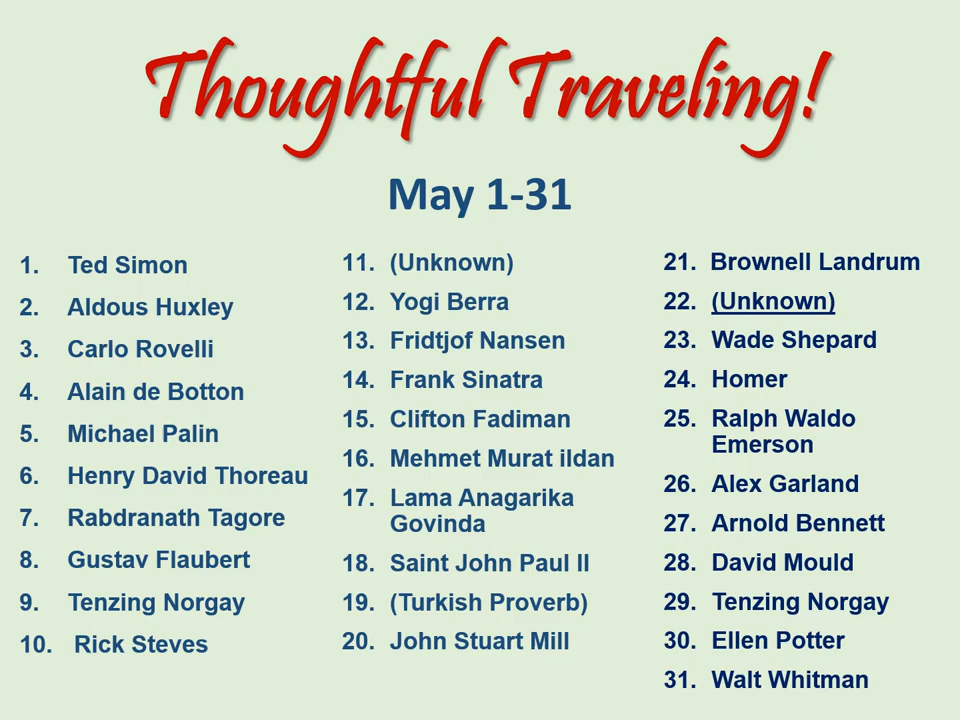 Thoughtful Traveling!
May 1-31
1. Ted Simon
2. Aldous Huxley
3. Carlo Rovelli
4. Alain de Botton
5. Michael Palin
6. Henry David Thoreau
7. Rabdranath Tagore
8. Gustav Flaubert
9. Tenzing Norgay
10. Rick Steves
11. (Unknown)
12. Yogi Berra
13. Fridtjof Nansen
14. Frank Sinatra
15. Clifton Fadiman
16. Mehmet Murat ildan
17. Lama Anagarika
Govinda
18. Saint John Paul II
19. (Turkish Proverb)
20. John Stuart Mill
21. Brownell Landrum
22. (Unknown)
23. Wade Shepard
24. Homer
25. Ralph Waldo
Emerson
26. Alex Garland
27. Arnold Bennett
28. David Mould
29. Tenzing Norgay
30. Ellen Potter
31. Walt Whitman